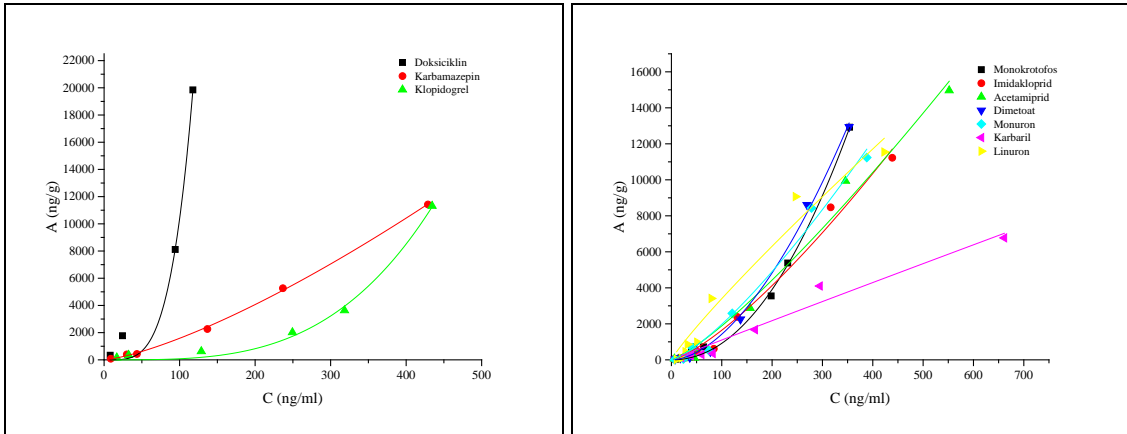 22000
20000
18000
16000
14000
12000
10000
8000
6000
4000
2000
0
A (ng/g)
0 100 200 300 400 500
C (ng/ml)
Doksiciklin
Karbamazepin
Klopidogrel
16000
14000
12000
10000
8000
6000
4000
2000
0
A (ng/g)
0 100 200 300 400 500 600 700
C (ng/ml)
Monokrotofos
Imidakloprid
Acetamiprid
Dimetoat
Monuron
Karbaril
Linuron